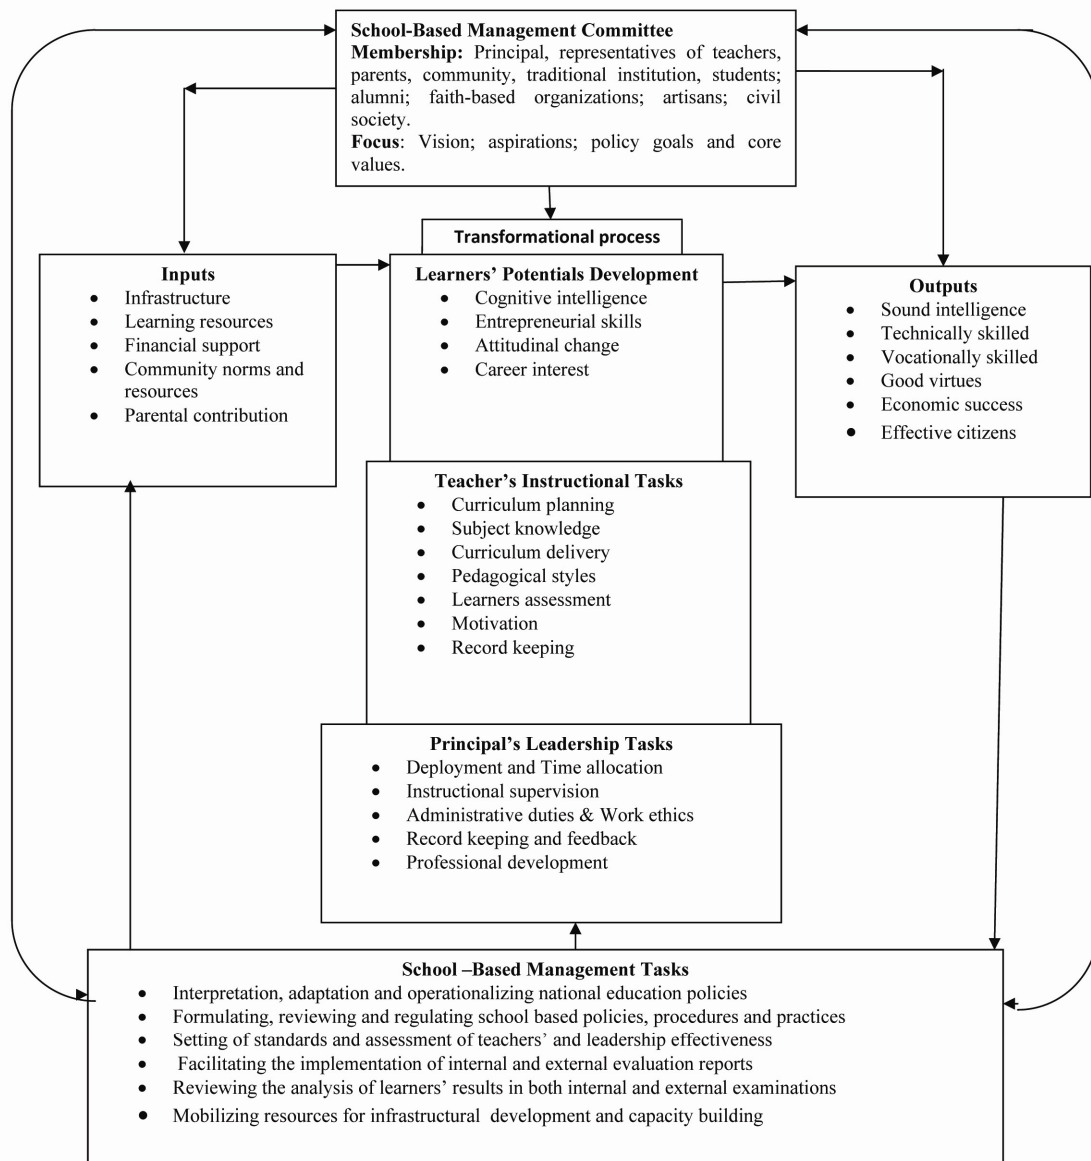 School-Based Management Committee
Membership: Principal, representatives of teachers,
parents, community, traditional institution, students;
alumni; faith-based organizations; artisans; civil
society.
Focus: Vision; aspirations; policy goals and core
values.
Transformational process
Inputs
• Infrastructure
• Learning resources
• Financial support
• Community norms and
resources
• Parental contribution
Learners’ Potentials Development
• Cognitive intelligence
• Entrepreneurial skills
• Attitudinal change
• Career interest
Outputs
• Sound intelligence
• Technically skilled
• Vocationally skilled
• Good virtues
• Economic success
• Effective citizens
Teacher’s Instructional Tasks
• Curriculum planning
• Subject knowledge
• Curriculum delivery
• Pedagogical styles
• Learners assessment
• Motivation
• Record keeping
Principal’s Leadership Tasks
• Deployment and Time allocation
• Instructional supervision
• Administrative duties & Work ethics
• Record keeping and feedback
• Professional development
School –Based Management Tasks
• Interpretation, adaptation and operationalizing national education policies
• Formulating, reviewing and regulating school based policies, procedures and practices
• Setting of standards and assessment of teachers’ and leadership effectiveness
• Facilitating the implementation of internal and external evaluation reports
• Reviewing the analysis of learners’ results in both internal and external examinations
• Mobilizing resources for infrastructural development and capacity building